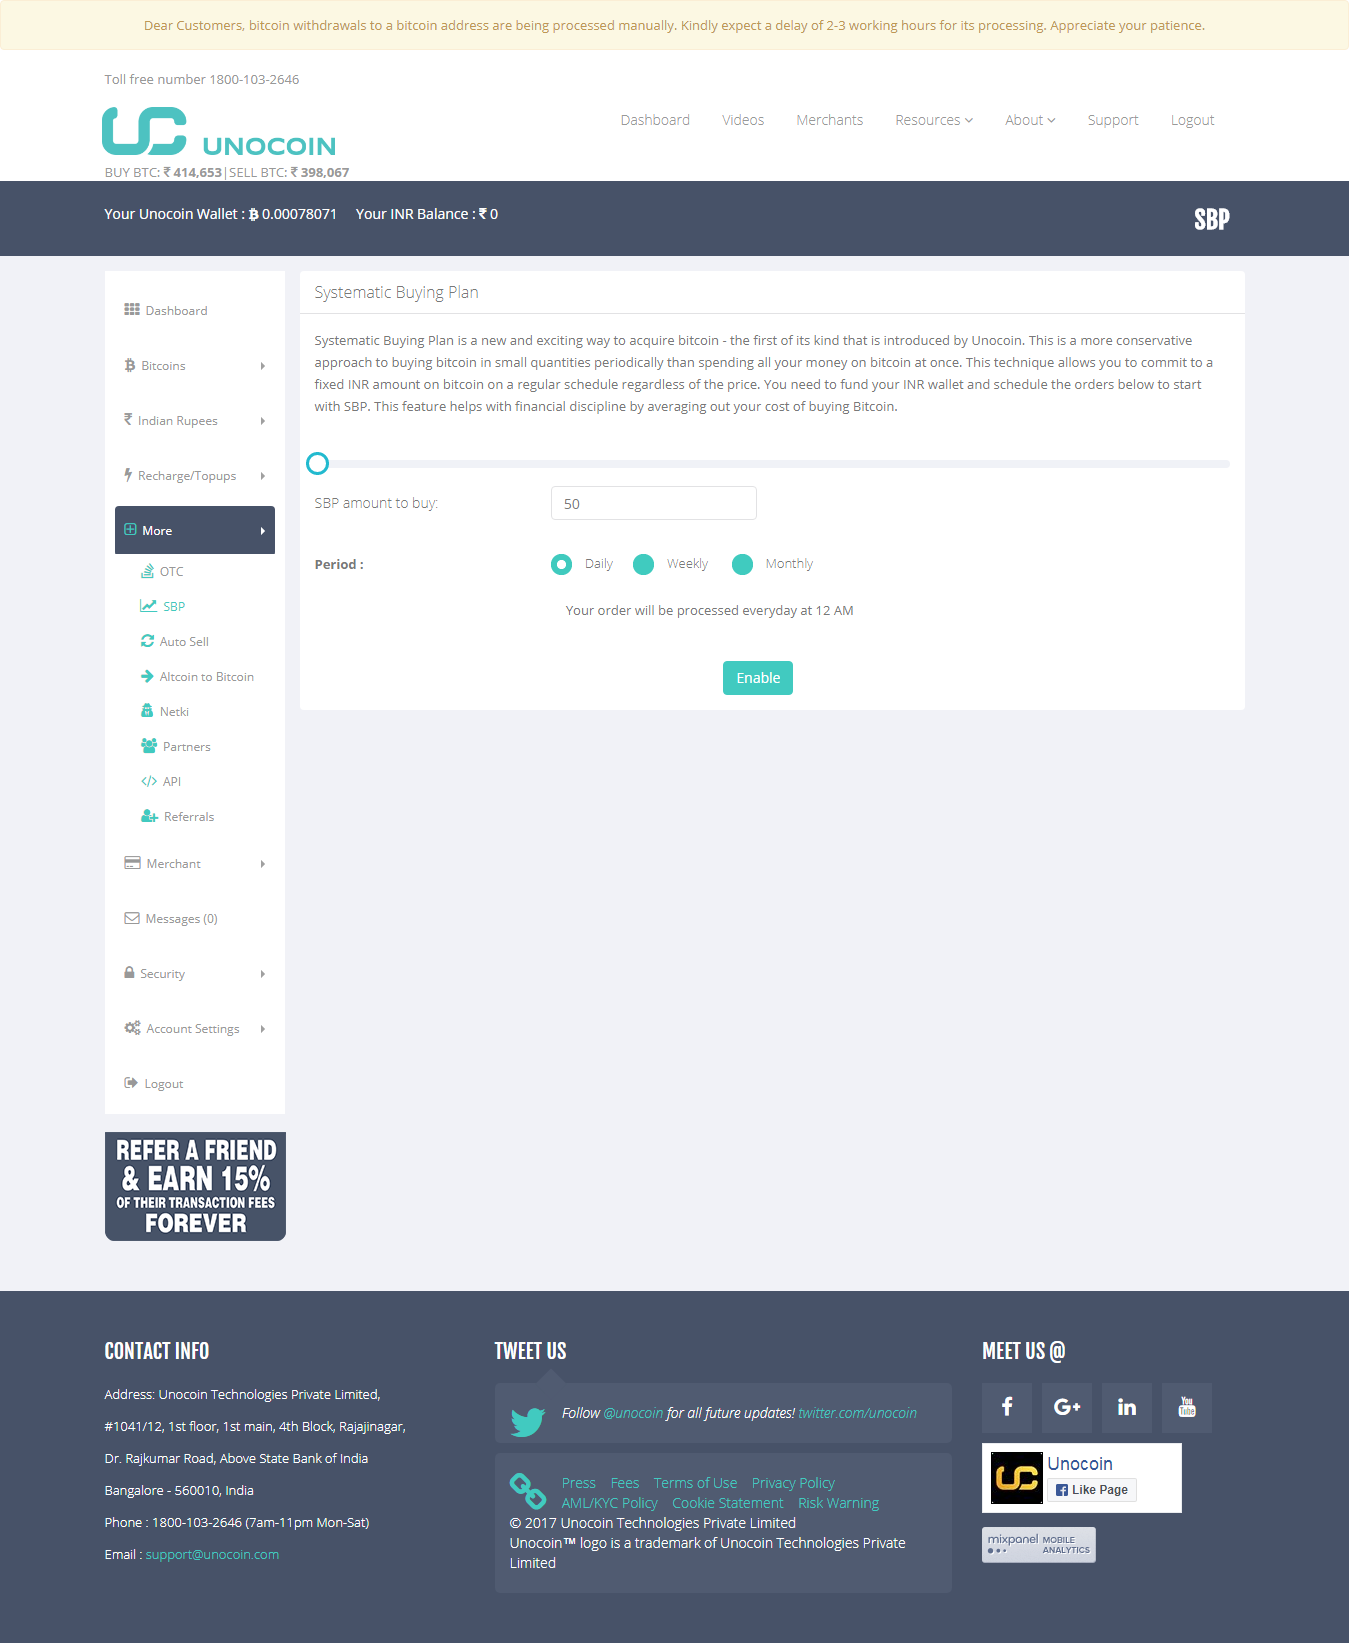 Dear Customers, bitcoin withdrawals to a bitcoin address are being processed manually. Kindly expect a delay of 2-3 working hours for its processing. Appreciate your patience.
Toll free number 1800-103-2646
UNOCOIN
Dashboard Videos Merchants Resources About Support Logout
BUY BTC: ₹ 414,653|SELL BTC: ₹ 398,067
Your Unocoin Wallet : ₿ 0.00078071 Your INR Balance : ₹ 0
SBP
Dashboard
Bitcoins
Indian Rupees
Recharge/Topups
More
OTC
SBP
Auto Sell
Altcoin to Bitcoin
Netki
Partners
API
Referrals
Merchant
Messages (0)
Security
Account Settings
Logout
REFER A FRIEND
& EARN 15%
OF THEIR TRANSACTION FEES
FOREVER
Systematic Buying Plan
Systematic Buying Plan is a new and exciting way to acquire bitcoin - the first of its kind that is introduced by Unocoin. This is a more conservative
approach to buying bitcoin in small quantities periodically than spending all your money on bitcoin at once. This technique allows you to commit to a
fixed INR amount on bitcoin on a regular schedule regardless of the price. You need to fund your INR wallet and schedule the orders below to start
with SBP. This feature helps with financial discipline by averaging out your cost of buying Bitcoin.
SBP amount to buy: 50
Period : Daily Weekly Monthly
Your order will be processed everyday at 12 AM
Enable
CONTACT INFO
Address: Unocoin Technologies Private Limited,
#1041/12, 1st floor, 1st main, 4th Block, Rajajinagar,
Dr. Rajkumar Road, Above State Bank of India
Bangalore - 560010, India
Phone : 1800-103-2646 (7am-11pm Mon-Sat)
Email : support@unocoin.com
TWEET US
Follow @unocoin for all future updates! twitter.com/unocoin
Press Fees Terms of Use Privacy Policy
AML/KYC Policy Cookie Statement Risk Warning
© 2017 Unocoin Technologies Private Limited
Unocoin™ logo is a trademark of Unocoin Technologies Private
Limited
MEET US @
You
Tube
Unocoin
Like Page
mixpanel MOBILE
ANALYTICS